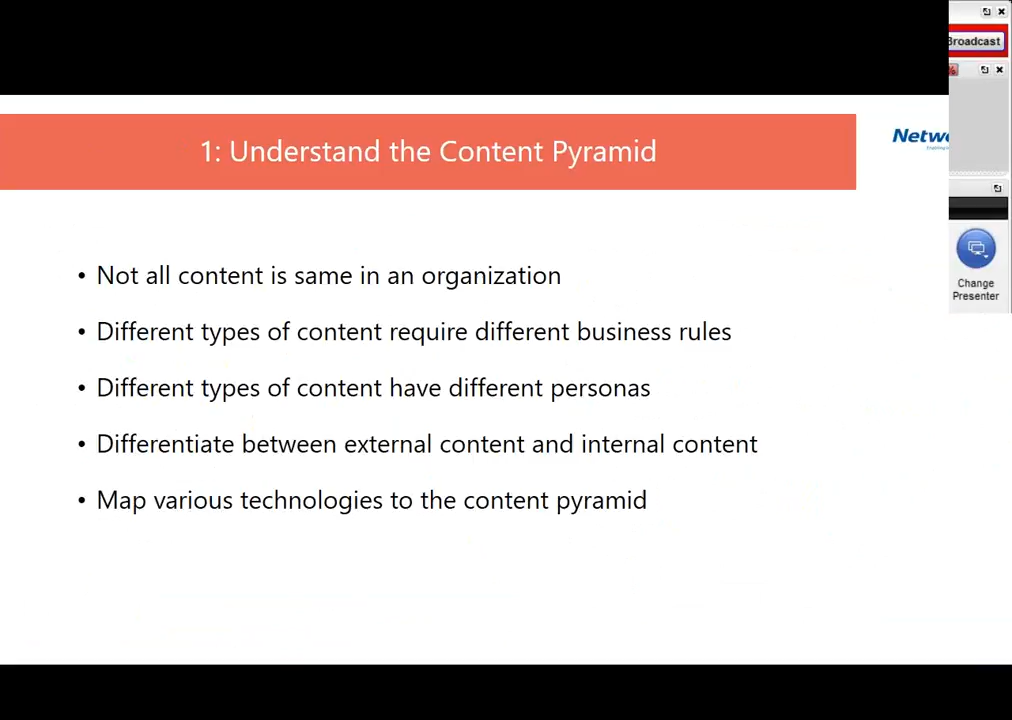 Broadcast
1: Understand the Content Pyramid
• Not all content is same in an organization
• Different types of content require different business rules
• Different types of content have different personas
• Differentiate between external content and internal content
• Map various technologies to the content pyramid
Change
Presenter